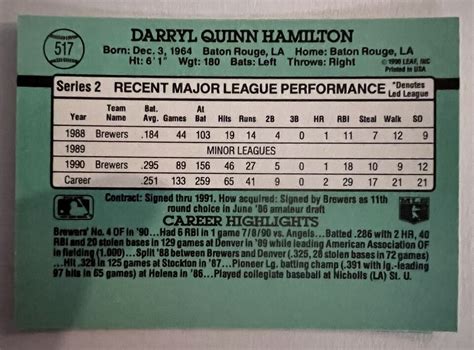 517
DARRYL QUINN HAMILTON
Born: Dec. 3, 1964 Baton Rouge, LA Home: Baton Rouge, LA
Ht: 6'1" Wgt: 180 Bats: Left Throws: Right
© 1990 LEAF, INC
Printed in USA
Series 2 RECENT MAJOR LEAGUE PERFORMANCE *Denotes Led League
Year Team Name Bat. Avg. Games At Bat Hits Runs 2B 3B HR RBI Steal Walk SO
1988 Brewers .184 44 103 19 14 4 0 1 11 7 12 9
1989 MINOR LEAGUES
1990 Brewers .295 89 156 46 27 5 0 1 18 10 9 12
Career .251 133 259 65 41 9 0 2 29 17 21 21
Contract: Signed thru 1991. How acquired: Signed by Brewers as 11th
round choice in June '86 amateur draft
CAREER HIGHLIGHTS
Brewers' No. 4 OF in '90...Had 6 RBI in 1 game 7/8/90 vs. Angels...Batted .286 with 2 HR, 40
RBI and 20 stolen bases in 129 games at Denver in '89 while leading American Association OF
in fielding (1.000)...Split '88 between Brewers and Denver (.325, 28 stolen bases in 72 games)
HR, in 125 games at Stockton in '87...Pioneer Lg. batting champ (.391 with lg.-leading
97 hits in 65 games) at Helena in '86...Played collegiate baseball at Nicholls (LA) St. U.